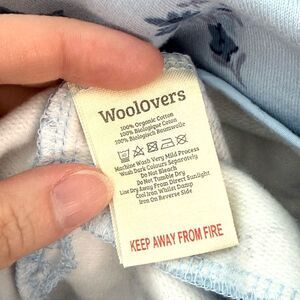 Woolovers
100% Organic Cotton
100% Biologique Coton
100% Biologisch Baumwolle
Machine Wash Very Mild Process
Wash Dark Colours Separately
Do Not Bleach
Do Not Tumble Dry
Line Dry Away From Direct Sunlight
Cool Iron Whilst Damp
Iron On Reverse Side
KEEP AWAY FROM FIRE